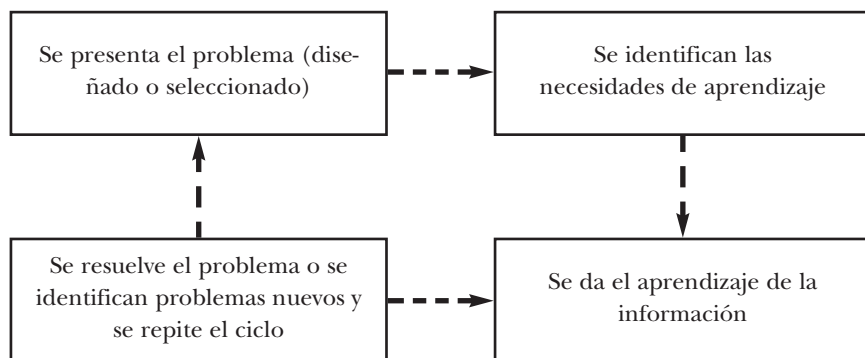 Se presenta el problema (dise-
ñado o seleccionado)
Se identifican las
necesidades de aprendizaje
Se resuelve el problema o se
identifican problemas nuevos y
se repite el ciclo
Se da el aprendizaje de la
información